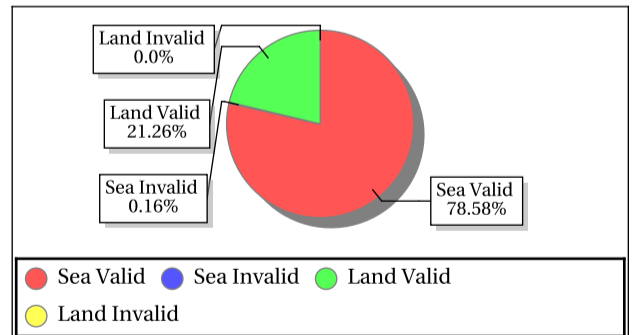 Land Invalid
0.0%
Land Valid
21.26%
Sea Invalid
0.16%
Sea Valid
78.58%
Sea Valid Sea Invalid Land Valid
Land Invalid